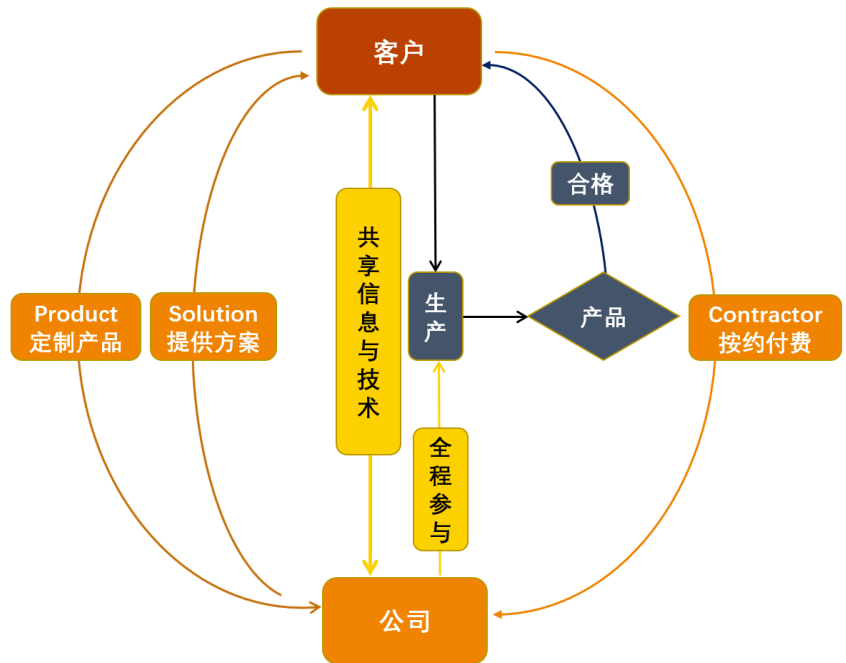 客户
合格
共享信息与技术
生产
产品
Product
定制产品
Solution
提供方案
Contractor
按约付费
全程参与
公司